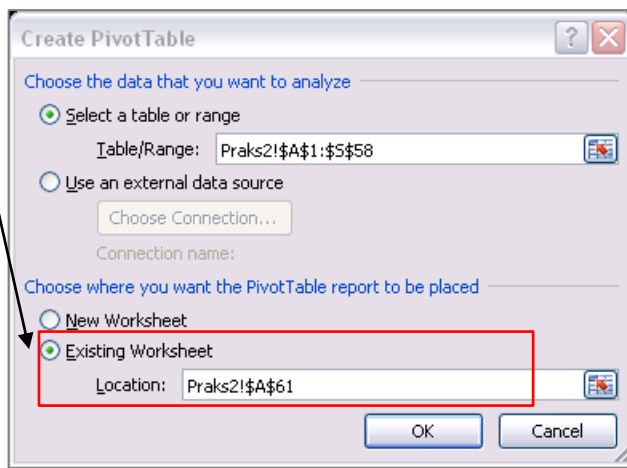 Create PivotTable
?
Choose the data that you want to analyze
Select a table or range
Table/Range: Praks2!$A$1:$S$58
Use an external data source
Choose Connection...
Connection name:
Choose where you want the PivotTable report to be placed
New Worksheet
Existing Worksheet
Location: Praks2!$A$61
OK Cancel